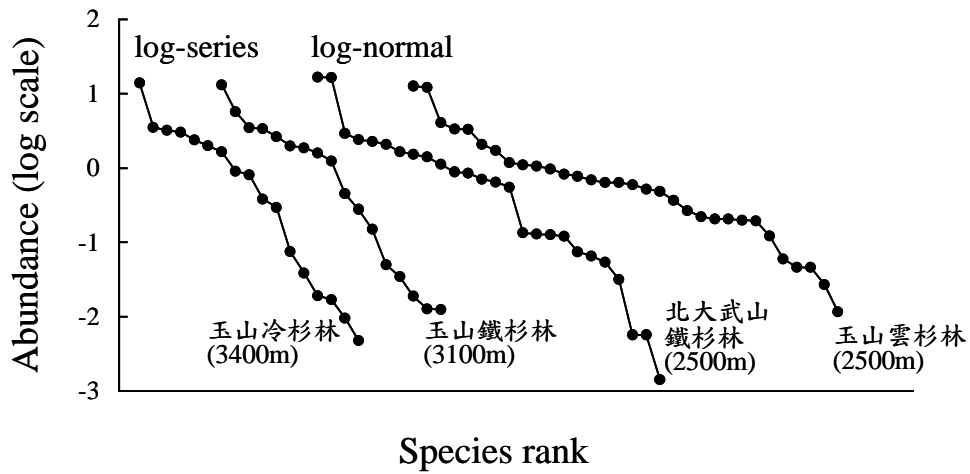 2
log-series
log-normal
1
0
-1
-2
-3
Abundance (log scale)
玉山冷杉林
(3400m)
玉山鐵杉林
(3100m)
北大武山
鐵杉林
(2500m)
玉山雲杉林
(2500m)
Species rank